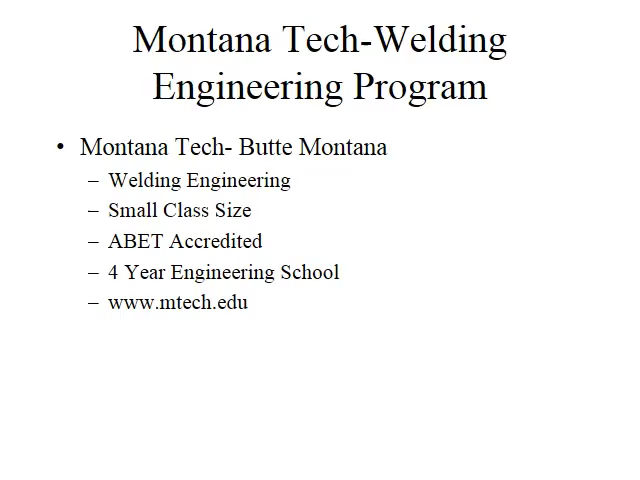 Montana Tech-Welding
Engineering Program
• Montana Tech- Butte Montana
– Welding Engineering
– Small Class Size
– ABET Accredited
– 4 Year Engineering School
– www.mtech.edu